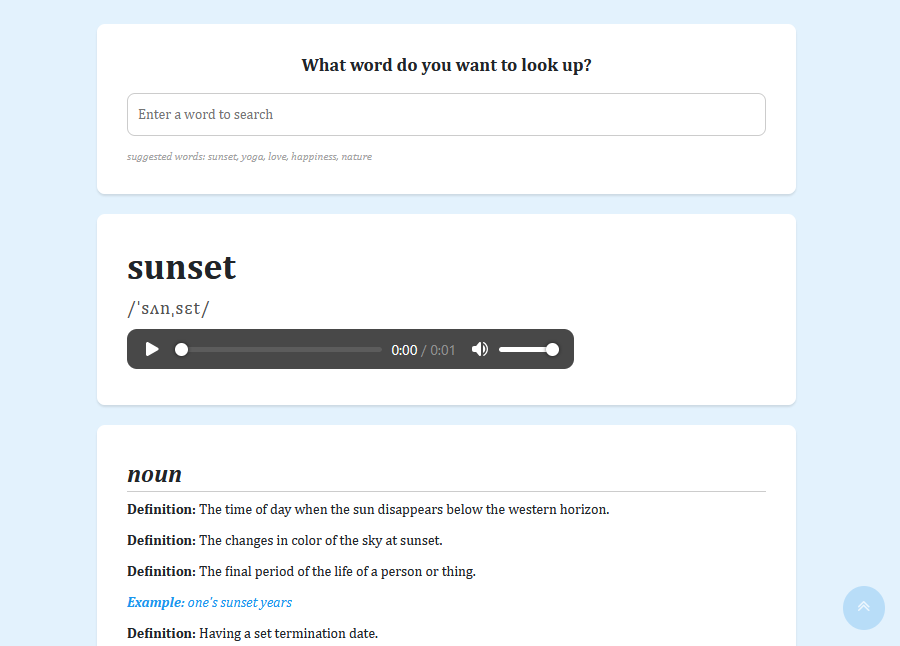 What word do you want to look up?
Enter a word to search
suggested words: sunset, yoga, love, happiness, nature
sunset
/ˈsʌnˌsɛt/
0:00 / 0:01
noun
Definition: The time of day when the sun disappears below the western horizon.
Definition: The changes in color of the sky at sunset.
Definition: The final period of the life of a person or thing.
Example: one's sunset years
Definition: Having a set termination date.